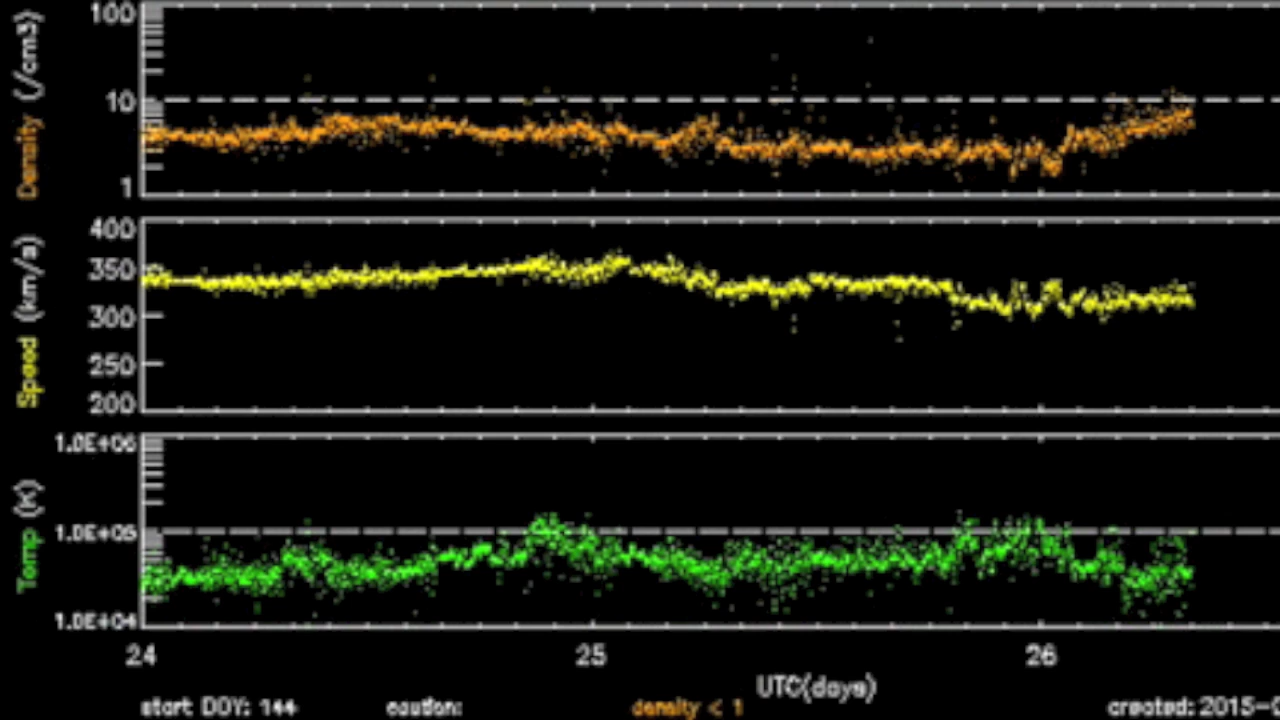 Density (/cm3)
100
10
1
Speed (km/s)
400
350
300
250
200
Temp (K)
1.0E+06
1.0E+05
1.0E+04
24 25 26
UTC(days)
start DOY: 144 caution: density < 1 created: 2015-0